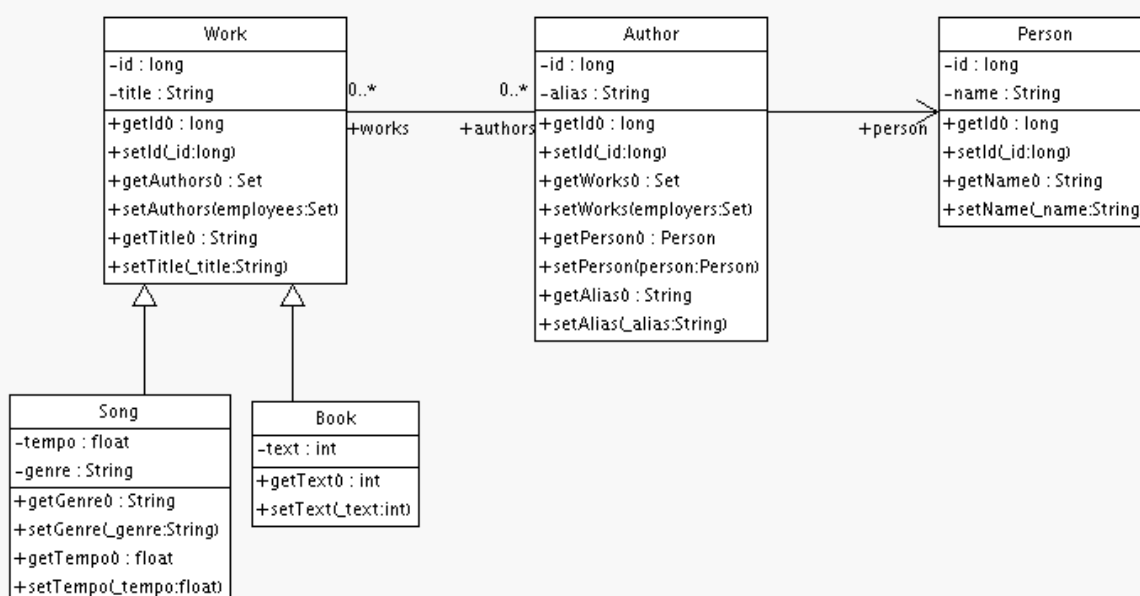 Work
-id : long
-title : String
+getId() : long
+setId(_id:long)
+getAuthors() : Set
+setAuthors(employees:Set)
+getTitle() : String
+setTitle(_title:String)
0..*
+works
0..*
+authors
Author
-id : long
-alias : String
+getId() : long
+setId(_id:long)
+getWorks() : Set
+setWorks(employers:Set)
+getPerson() : Person
+setPerson(person:Person)
+getAlias() : String
+setAlias(_alias:String)
+person
Person
-id : long
-name : String
+getId() : long
+setId(_id:long)
+getName() : String
+setName(_name:String
Song
-tempo : float
-genre : String
+getGenre() : String
+setGenre(_genre:String)
+getTempo() : float
+setTempo(_tempo:float)
Book
-text : int
+getText() : int
+setText(_text:int)